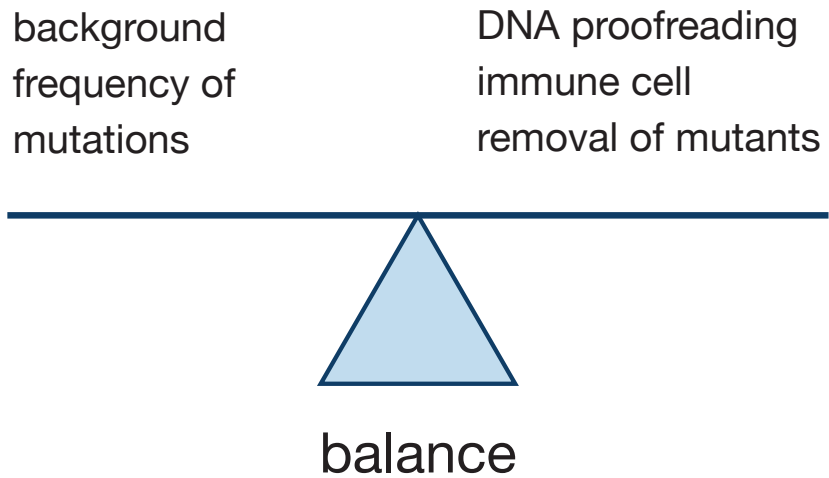 background
frequency of
mutations
DNA proofreading
immune cell
removal of mutants
balance